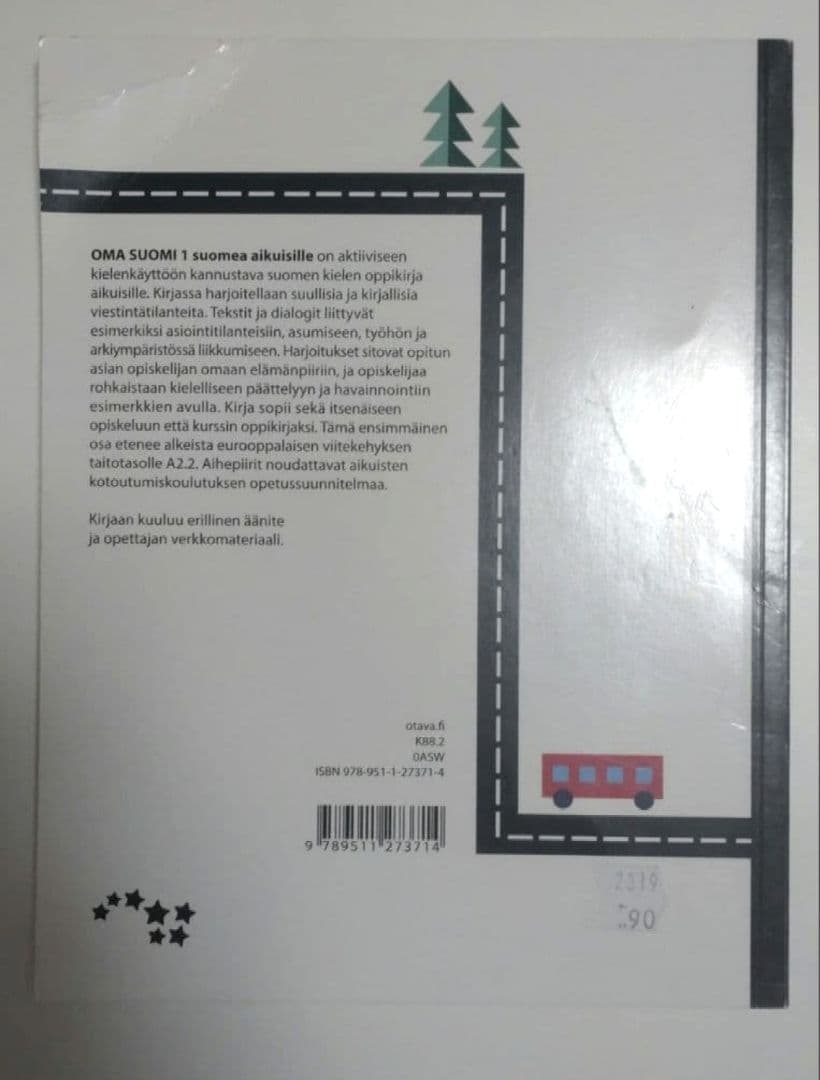 OMA SUOMI 1 suomea aikuisille on aktiiviseen
kielenkäyttöön kannustava suomen kielen oppikirja
aikuisille. Kirjassa harjoitellaan suullisia ja kirjallisia
viestintätilanteita. Tekstit ja dialogit liittyvät
esimerkiksi asiointitilanteisiin, asumiseen, työhön ja
arkiympäristössä liikkumiseen. Harjoitukset sitovat opitun
asian opiskelijan omaan elämänpiiriin, ja opiskelijaa
rohkaistaan kielelliseen päättelyyn ja havainnointiin
esimerkkien avulla. Kirja sopii sekä itsenäiseen
opiskeluun että kurssin oppikirjaksi. Tämä ensimmäinen
osa etenee alkeista eurooppalaisen viitekehyksen
taitotasolle A2.2. Aihepiirit noudattavat aikuisten
kotoutumiskoulutuksen opetussuunnitelmaa.
Kirjaan kuuluu erillinen äänite
ja opettajan verkkomateriaali.
otava.fi
K88.2
0ASW
ISBN 978-951-1-27371-4
9 789511 273714
2319
90